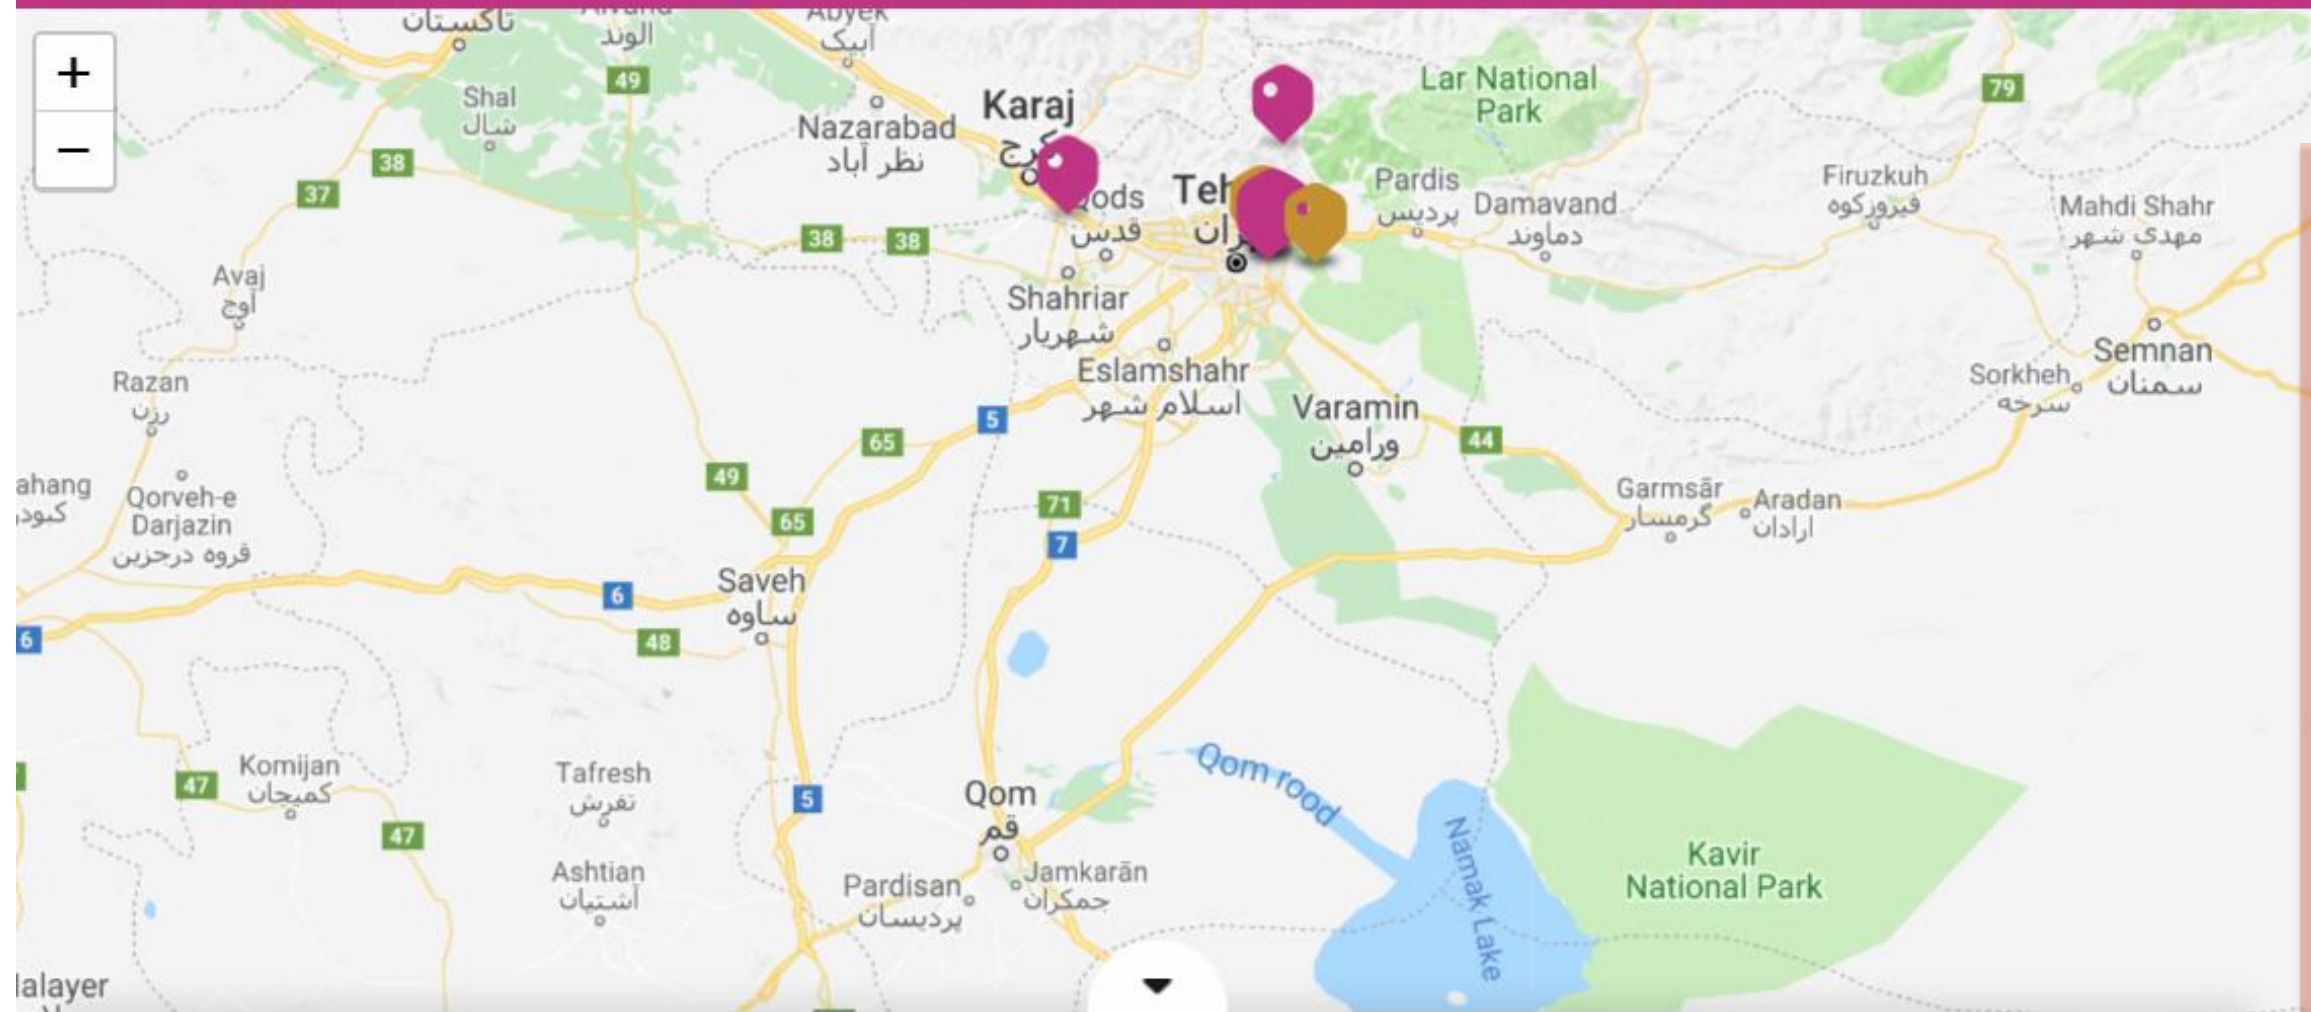 تاکستان
الوند
Abyek
آبیک
+
−
49
79
Lar National
Park
Shal
شال
Karaj
کرج
Nazarabad
نظر آباد
38
37
Qods
قدس
Pardis
پردیس
Damavand
دماوند
Firuzkuh
فیروزکوه
Mahdi Shahr
مهدی شهر
38
38
Avaj
آوج
Shahriar
شهریار
Semnan
سمنان
Eslamshahr
اسلام شهر
Razan
رزن
Sorkheh
سرخه
Varamin
ورامین
5
65
44
49
Qorveh-e
Darjazin
قروه درجزین
71
Garmsār
گرمسار
Aradan
ارادان
65
7
Saveh
ساوه
6
6
48
Qom rood
Komijan
کمیجان
47
Tafresh
تفرش
5
Qom
قم
47
Namak Lake
Kavir
National Park
Ashtian
آشتیان
Pardisan
پردیسان
Jamkarān
جمکران